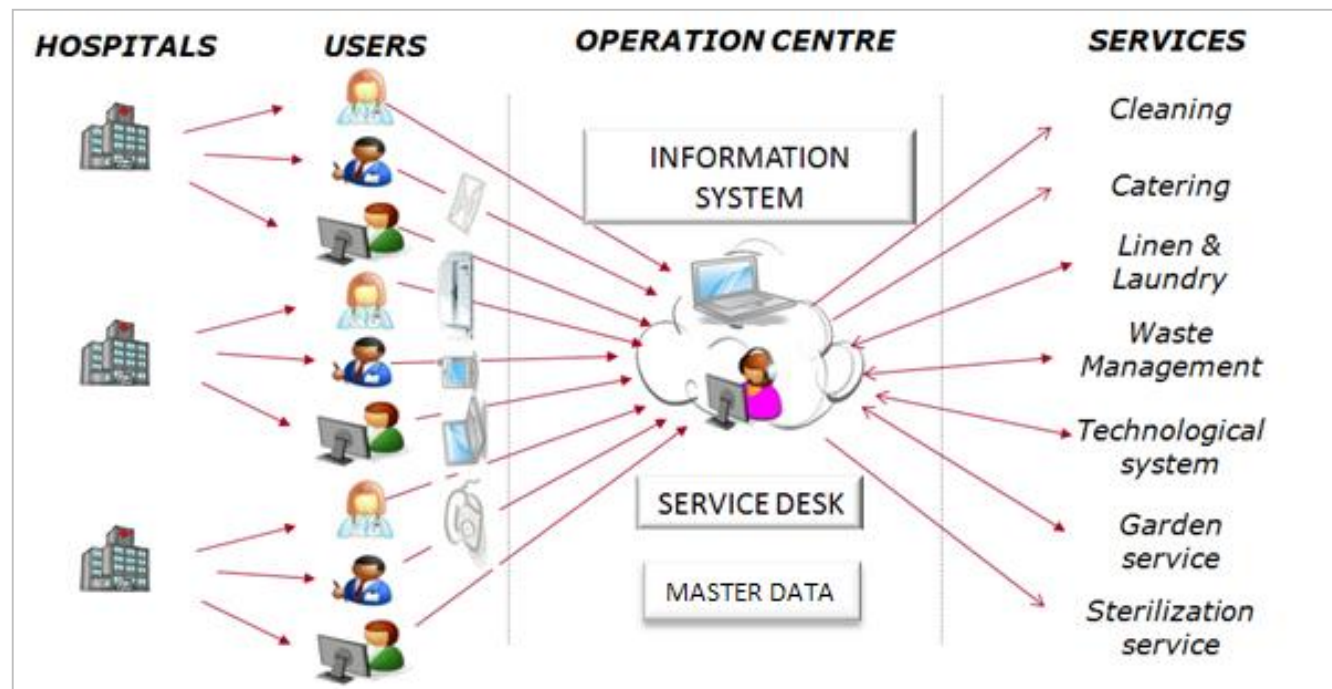 HOSPITALS
USERS
OPERATION CENTRE
SERVICES
INFORMATION
SYSTEM
SERVICE DESK
MASTER DATA
Cleaning
Catering
Linen &
Laundry
Waste
Management
Technological
system
Garden
service
Sterilization
service